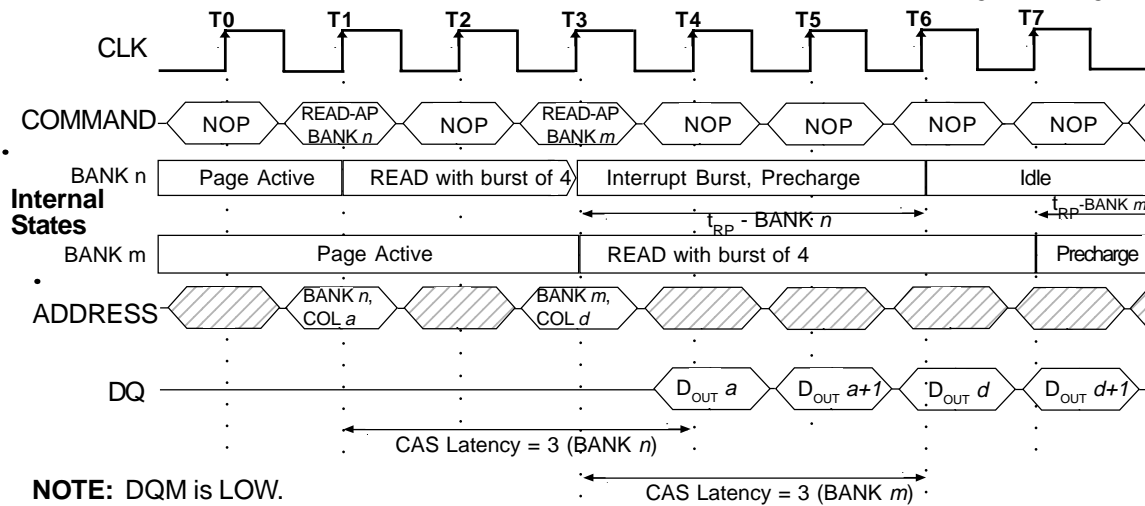 T0 T1 T2 T3 T4 T5 T6 T7
CLK
COMMAND NOP READ-AP BANK n NOP READ-AP BANK m NOP NOP NOP NOP
BANK n Page Active READ with burst of 4 Interrupt Burst, Precharge Idle
Internal States
tRP - BANK n tRP-BANK m
BANK m Page Active READ with burst of 4 Precharge
ADDRESS BANK n, COL a BANK m, COL d
DQ DOUT a DOUT a+1 DOUT d DOUT d+1
CAS Latency = 3 (BANK n)
CAS Latency = 3 (BANK m)
NOTE: DQM is LOW.